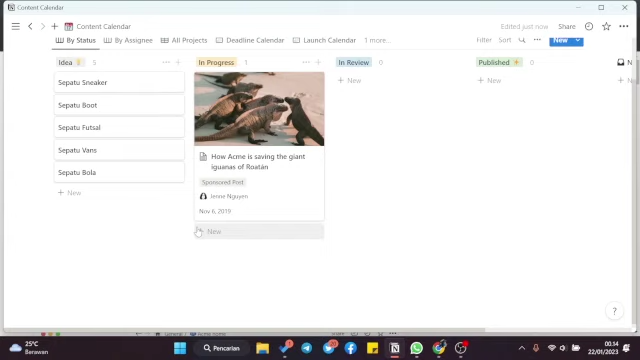 Content Calendar
Content Calendar
Edited just now
Share
By Status
By Assignee
All Projects
Deadline Calendar
Launch Calendar
1 more...
Filter
Sort
New
Idea 5
In Progress 1
In Review 0
Published 0
N
Sepatu Sneaker
Sepatu Boot
Sepatu Futsal
Sepatu Vans
Sepatu Bola
New
How Acme is saving the giant
iguanas of Roatán
Sponsored Post
Jenne Nguyen
Nov 6, 2019
New
New
New
?
25°C
Berawan
Pencarian
00.14
22/01/2023